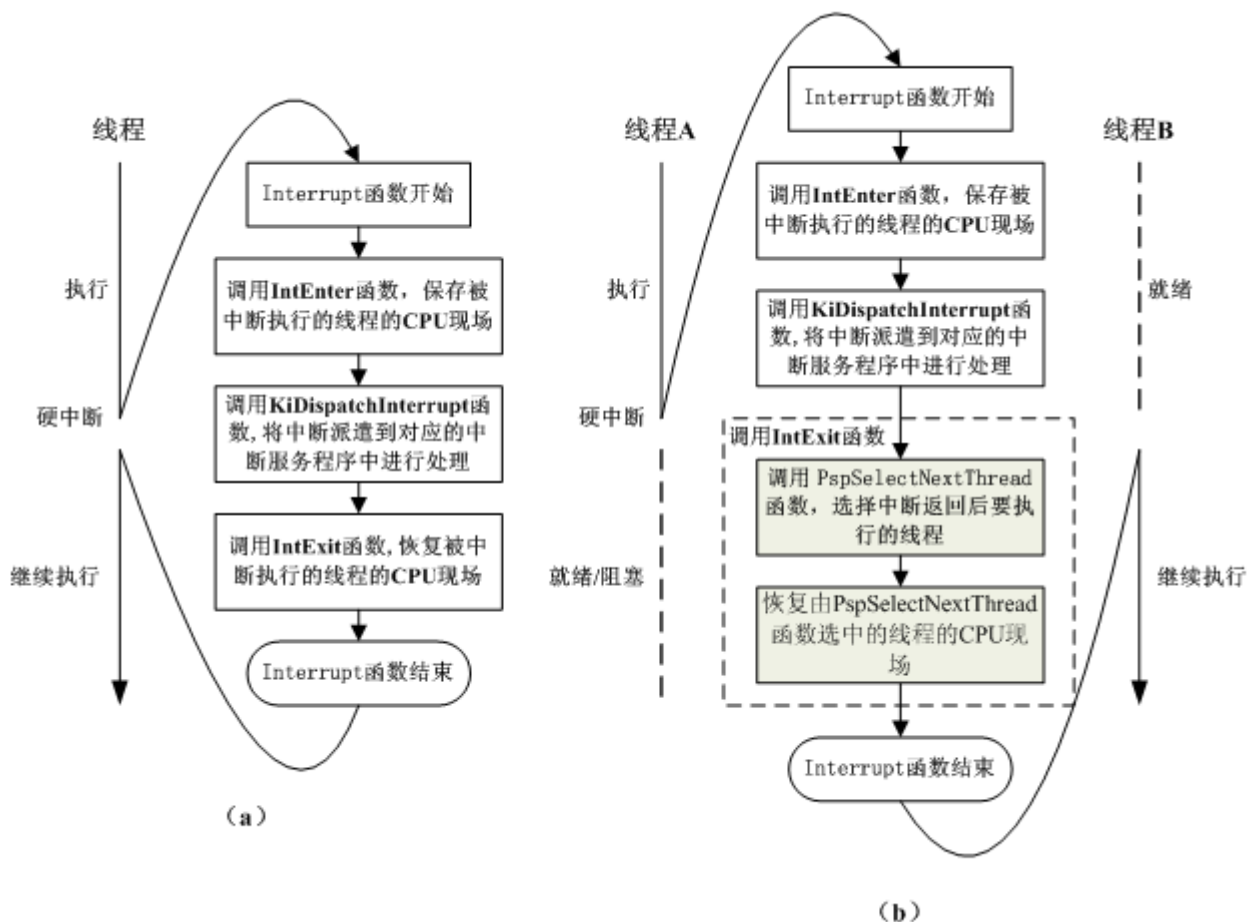 线程
Interrupt函数开始
调用IntEnter函数，保存被
中断执行的线程的CPU现场
执行
调用KiDispatchInterrupt函
数,将中断派遣到对应的中
断服务程序中进行处理
硬中断
调用IntExit函数,恢复被中
断执行的线程的CPU现场
继续执行
Interrupt函数结束
（a）
线程A
Interrupt函数开始
线程B
调用IntEnter函数，保存被
中断执行的线程的CPU现场
执行
就绪
调用KiDispatchInterrupt函
数,将中断派遣到对应的
中断服务程序中进行处理
硬中断
调用IntExit函数
调用 PspSelectNextThread
函数，选择中断返回后要执
行的线程
就绪/阻塞
继续执行
恢复由PspSelectNextThread
函数选中的线程的CPU现
场
Interrupt函数结束
（b）